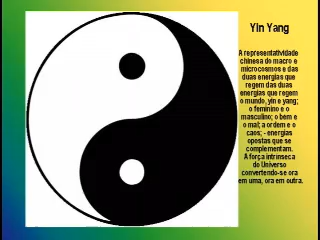 Yin Yang
A representatividade
chinesa do macro e
microcosmos e das
duas energias que
regem das duas
energias que regem
o mundo, yin e yang;
o feminino e o
masculino; o bem e
o mal; a ordem e o
caos; - energias
opostas que se
complementam.
A força intrínseca
do Universo
convertendo-se ora
em uma, ora em outra.